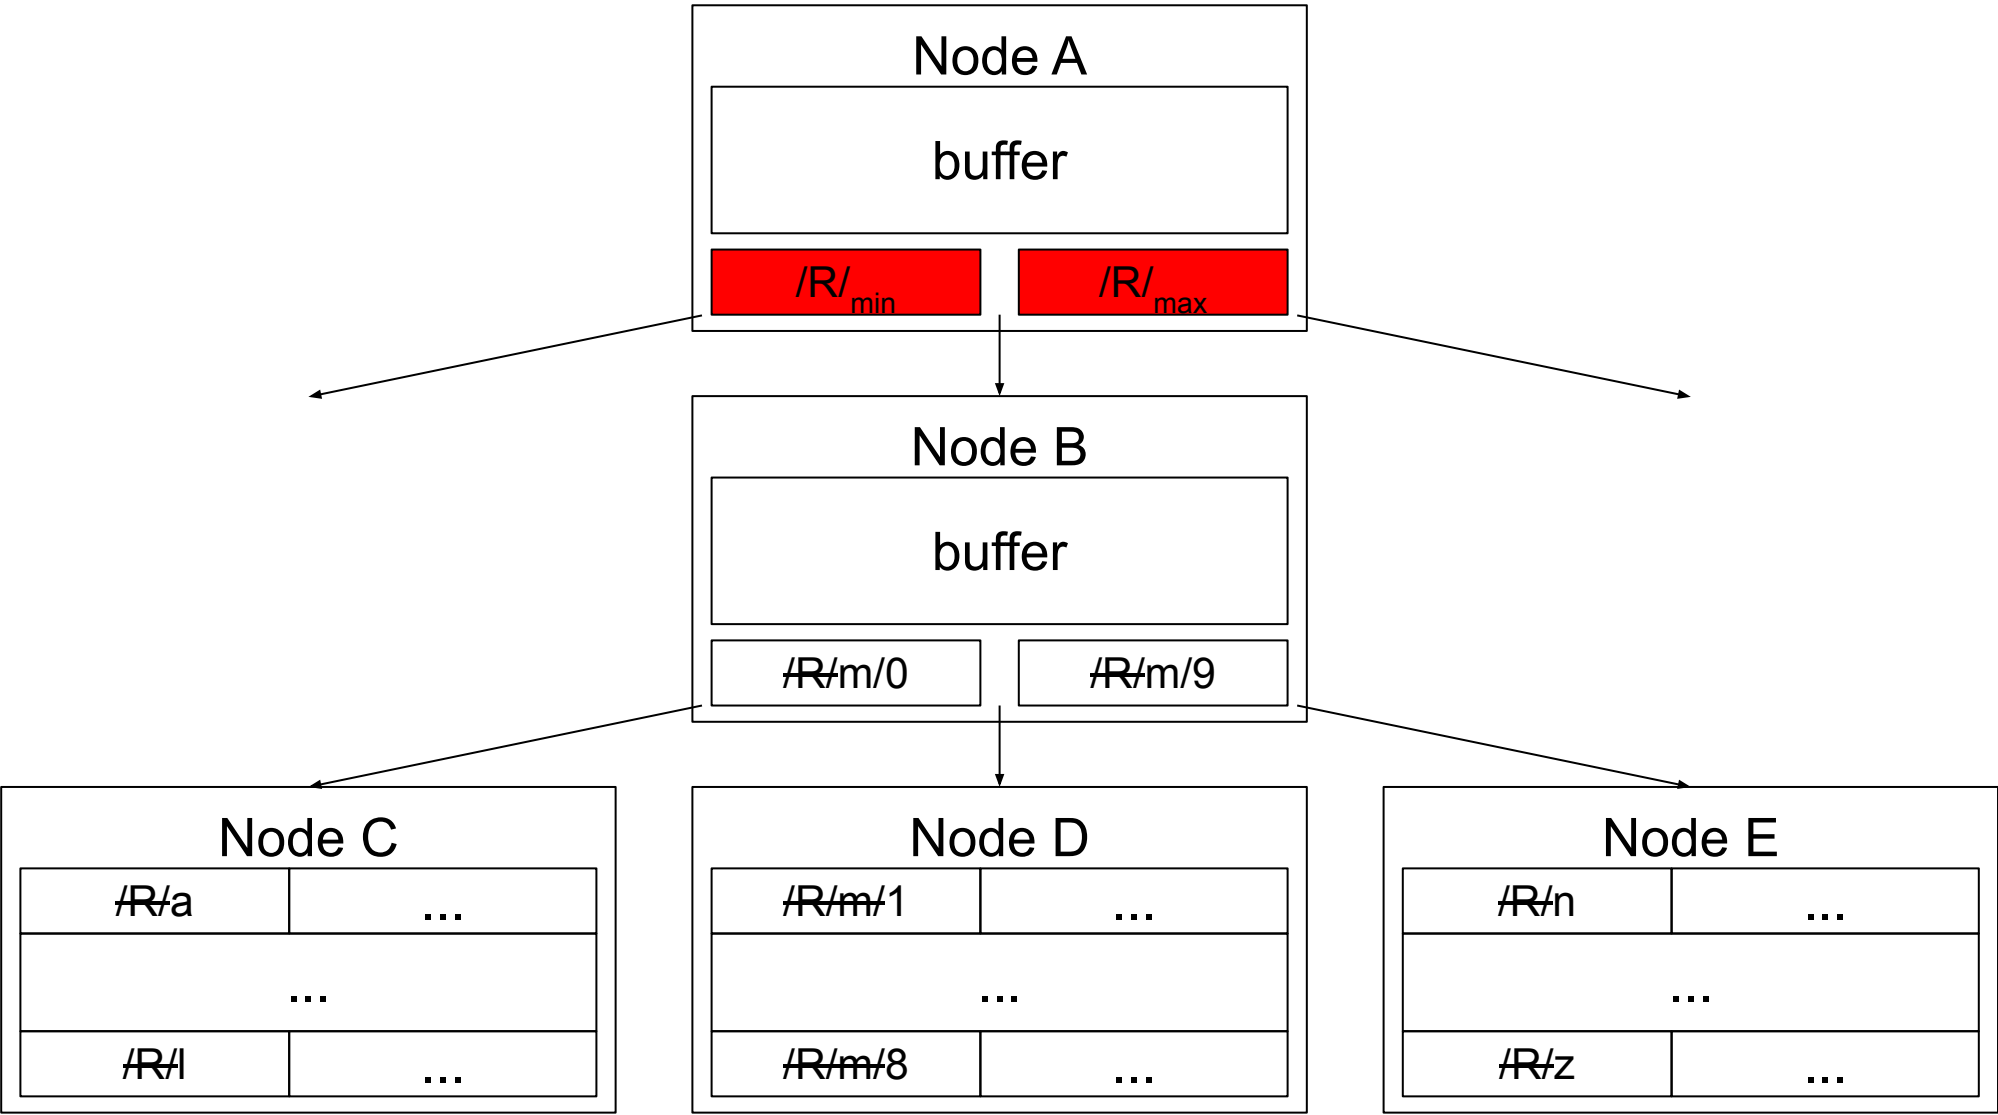 Node A
buffer
/R/min /R/max
Node B
buffer
/R/m/0 /R/m/9
Node C Node D Node E
/R/a ... /R/m/1 ... /R/n ...
... ... ...
/R/l ... /R/m/8 ... /R/z ...